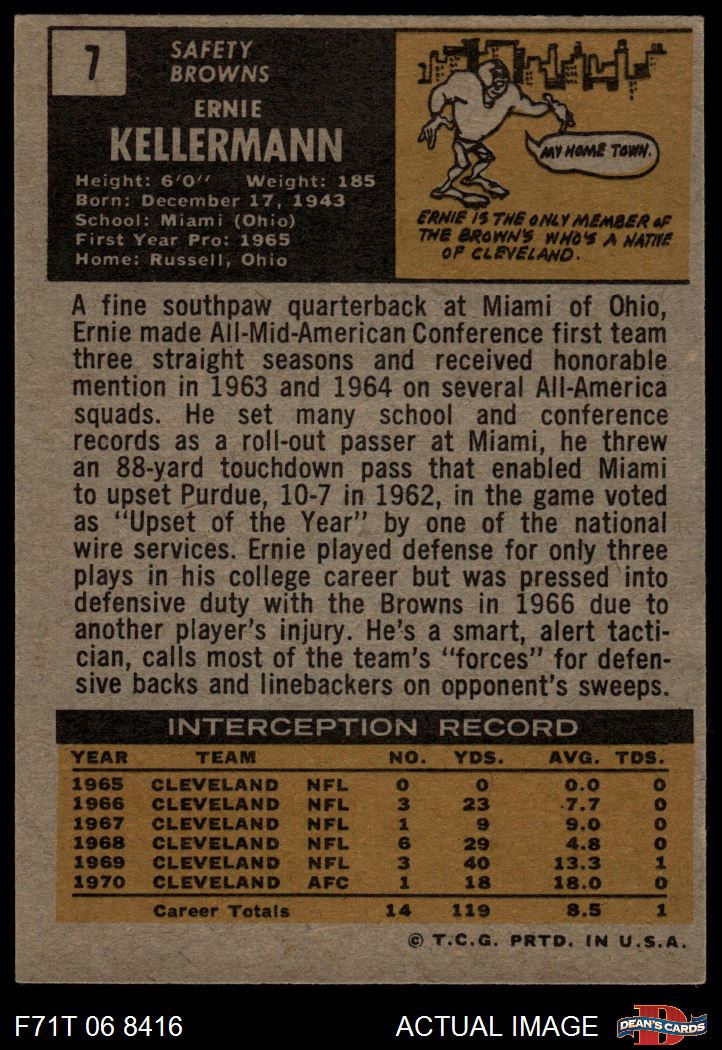 7
SAFETY
BROWNS
ERNIE
KELLERMANN
Height: 6'0" Weight: 185
Born: December 17, 1943
School: Miami (Ohio)
First Year Pro: 1965
Home: Russell, Ohio
MY HOME TOWN.
ERNIE IS THE ONLY MEMBER OF
THE BROWN'S WHO'S A NATIVE
OF CLEVELAND.
A fine southpaw quarterback at Miami of Ohio,
Ernie made All-Mid-American Conference first team
three straight seasons and received honorable
mention in 1963 and 1964 on several All-America
squads. He set many school and conference
records as a roll-out passer at Miami, he threw
an 88-yard touchdown pass that enabled Miami
to upset Purdue, 10-7 in 1962, in the game voted
as "Upset of the Year" by one of the national
wire services. Ernie played defense for only three
plays in his college career but was pressed into
defensive duty with the Browns in 1966 due to
another player's injury. He's a smart, alert tacti-
cian, calls most of the team's "forces" for defen-
sive backs and linebackers on opponent's sweeps.
INTERCEPTION RECORD
YEAR TEAM NO. YDS. AVG. TDS.
1965 CLEVELAND NFL 0 0 0.0 0
1966 CLEVELAND NFL 3 23 7.7 0
1967 CLEVELAND NFL 1 9 9.0 0
1968 CLEVELAND NFL 6 29 4.8 0
1969 CLEVELAND NFL 3 40 13.3 1
1970 CLEVELAND AFC 1 18 18.0 0
Career Totals 14 119 8.5 1
© T.C.G. PRTD. IN U.S.A.
F71T 06 8416 ACTUAL IMAGE
D
DEAN'S CARDS